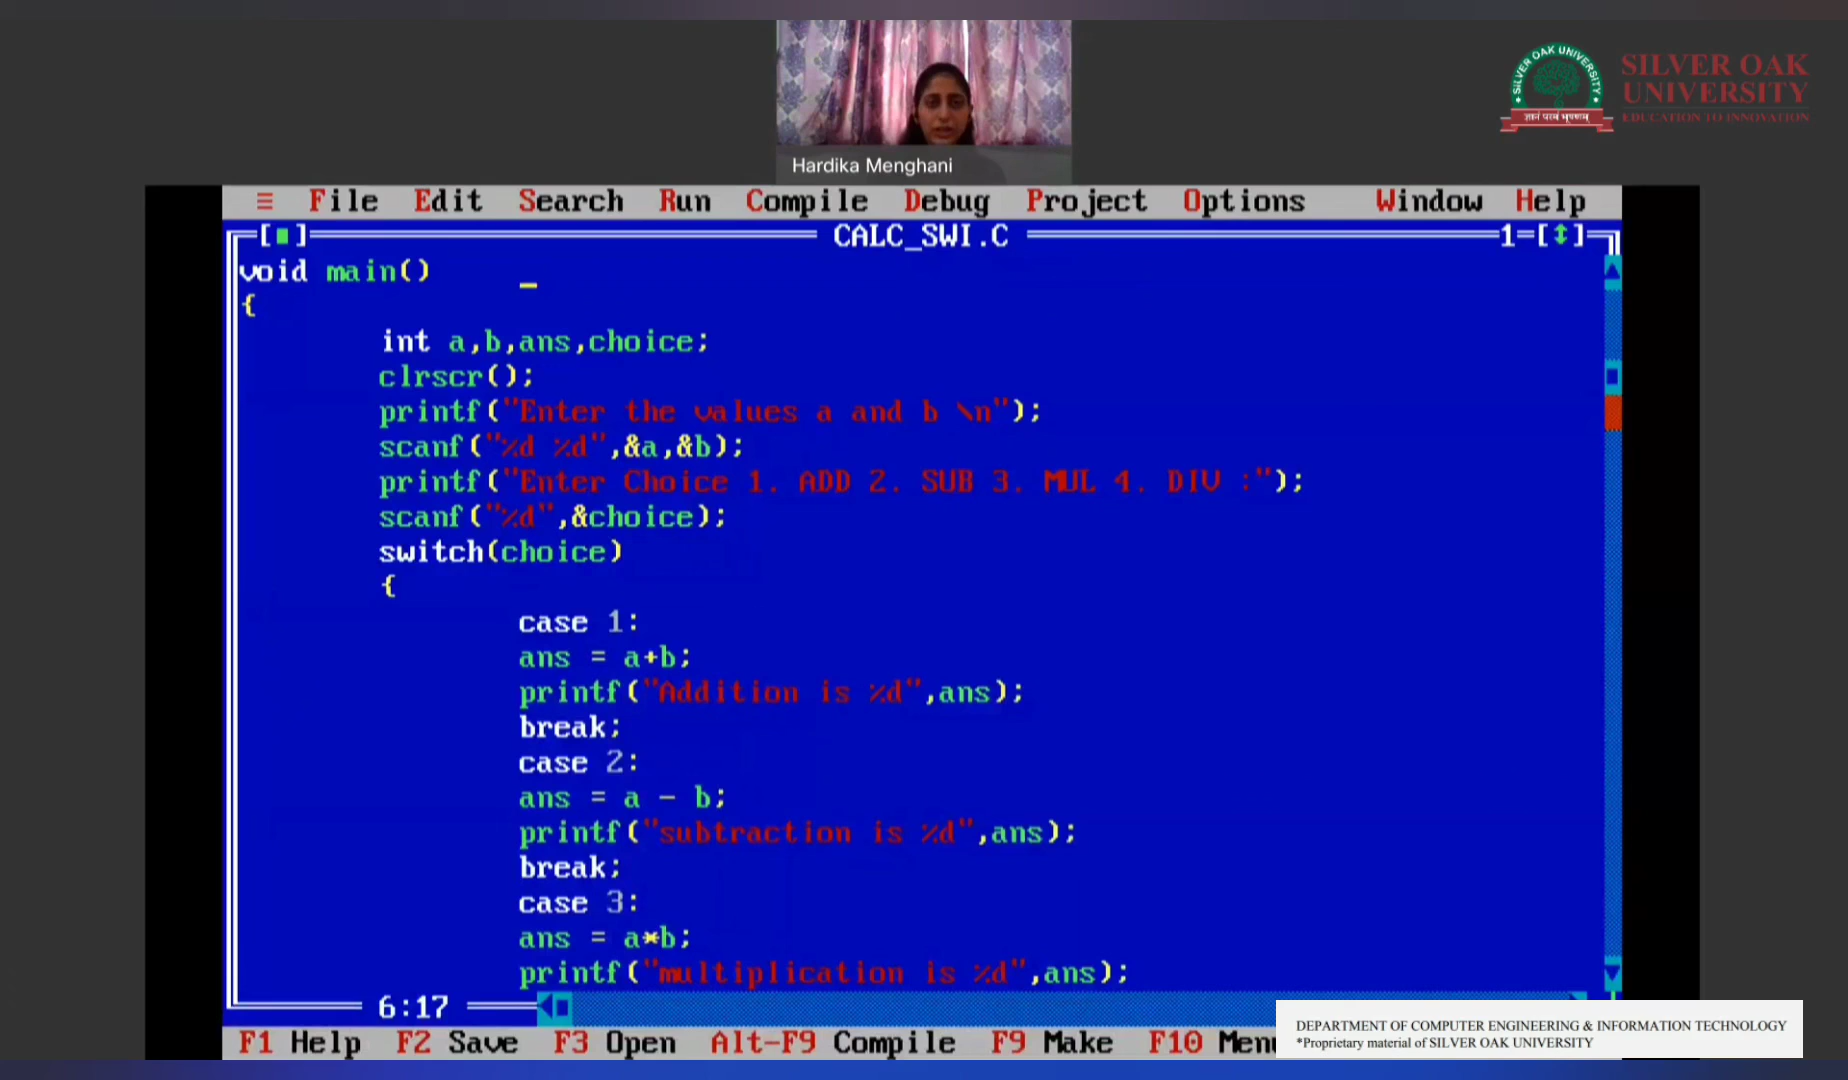 SILVER OAK UNIVERSITY
ज्ञानं परमं भूषणम्
SILVER OAK
UNIVERSITY
EDUCATION TO INNOVATION
Hardika Menghani
≡ File Edit Search Run Compile Debug Project Options Window Help
[■] CALC_SWI.C 1=[↕]
void main()
{
int a,b,ans,choice;
clrscr();
printf("Enter the values a and b \n");
scanf("%d %d",&a,&b);
printf("Enter Choice 1. ADD 2. SUB 3. MUL 4. DIV :");
scanf("%d",&choice);
switch(choice)
{
case 1:
ans = a+b;
printf("Addition is %d",ans);
break;
case 2:
ans = a - b;
printf("subtraction is %d",ans);
break;
case 3:
ans = a*b;
printf("multiplication is %d",ans);
6:17
F1 Help F2 Save F3 Open Alt-F9 Compile F9 Make F10 Menu
DEPARTMENT OF COMPUTER ENGINEERING & INFORMATION TECHNOLOGY
*Proprietary material of SILVER OAK UNIVERSITY